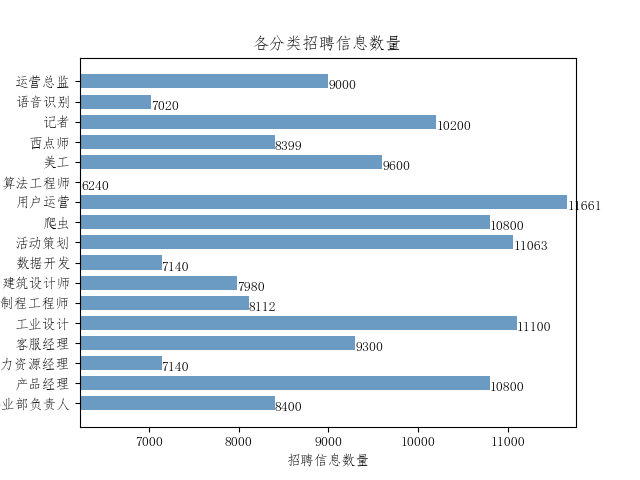 各分类招聘信息数量
运营总监 9000
语音识别 7020
记者 10200
西点师 8399
美工 9600
算法工程师 6240
用户运营 11661
爬虫 10800
活动策划 11063
数据开发 7140
建筑设计师 7980
制程工程师 8112
工业设计 11100
客服经理 9300
力资源经理 7140
产品经理 10800
业部负责人 8400
7000 8000 9000 10000 11000
招聘信息数量